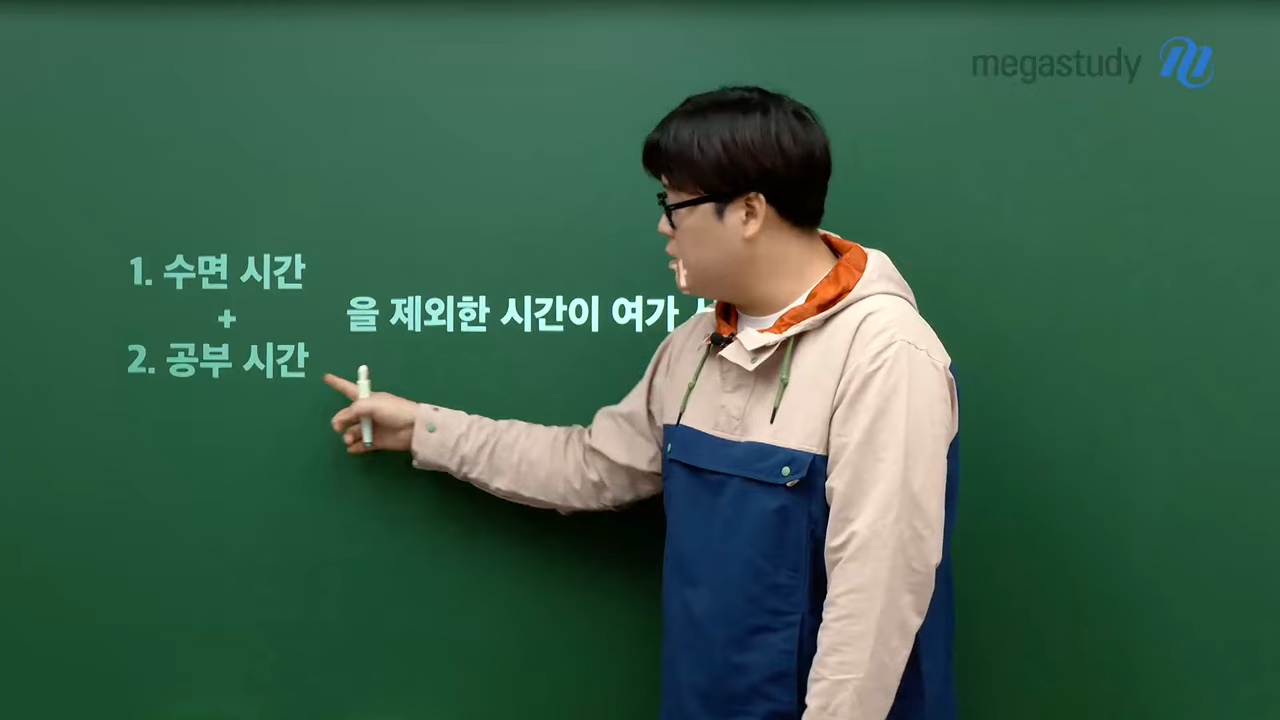 megastudy
1. 수면 시간
+
을 제외한 시간이 여가
2. 공부 시간